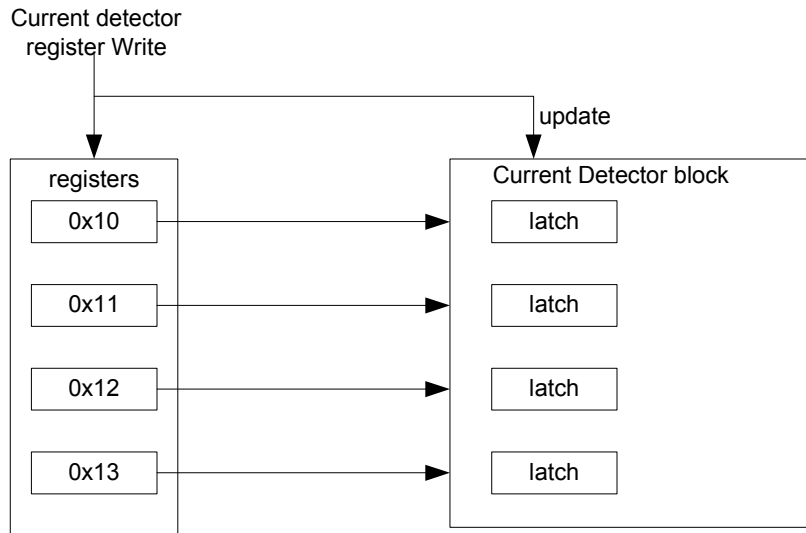 Current detector
register Write
update
registers
Current Detector block
0x10
latch
0x11
latch
0x12
latch
0x13
latch